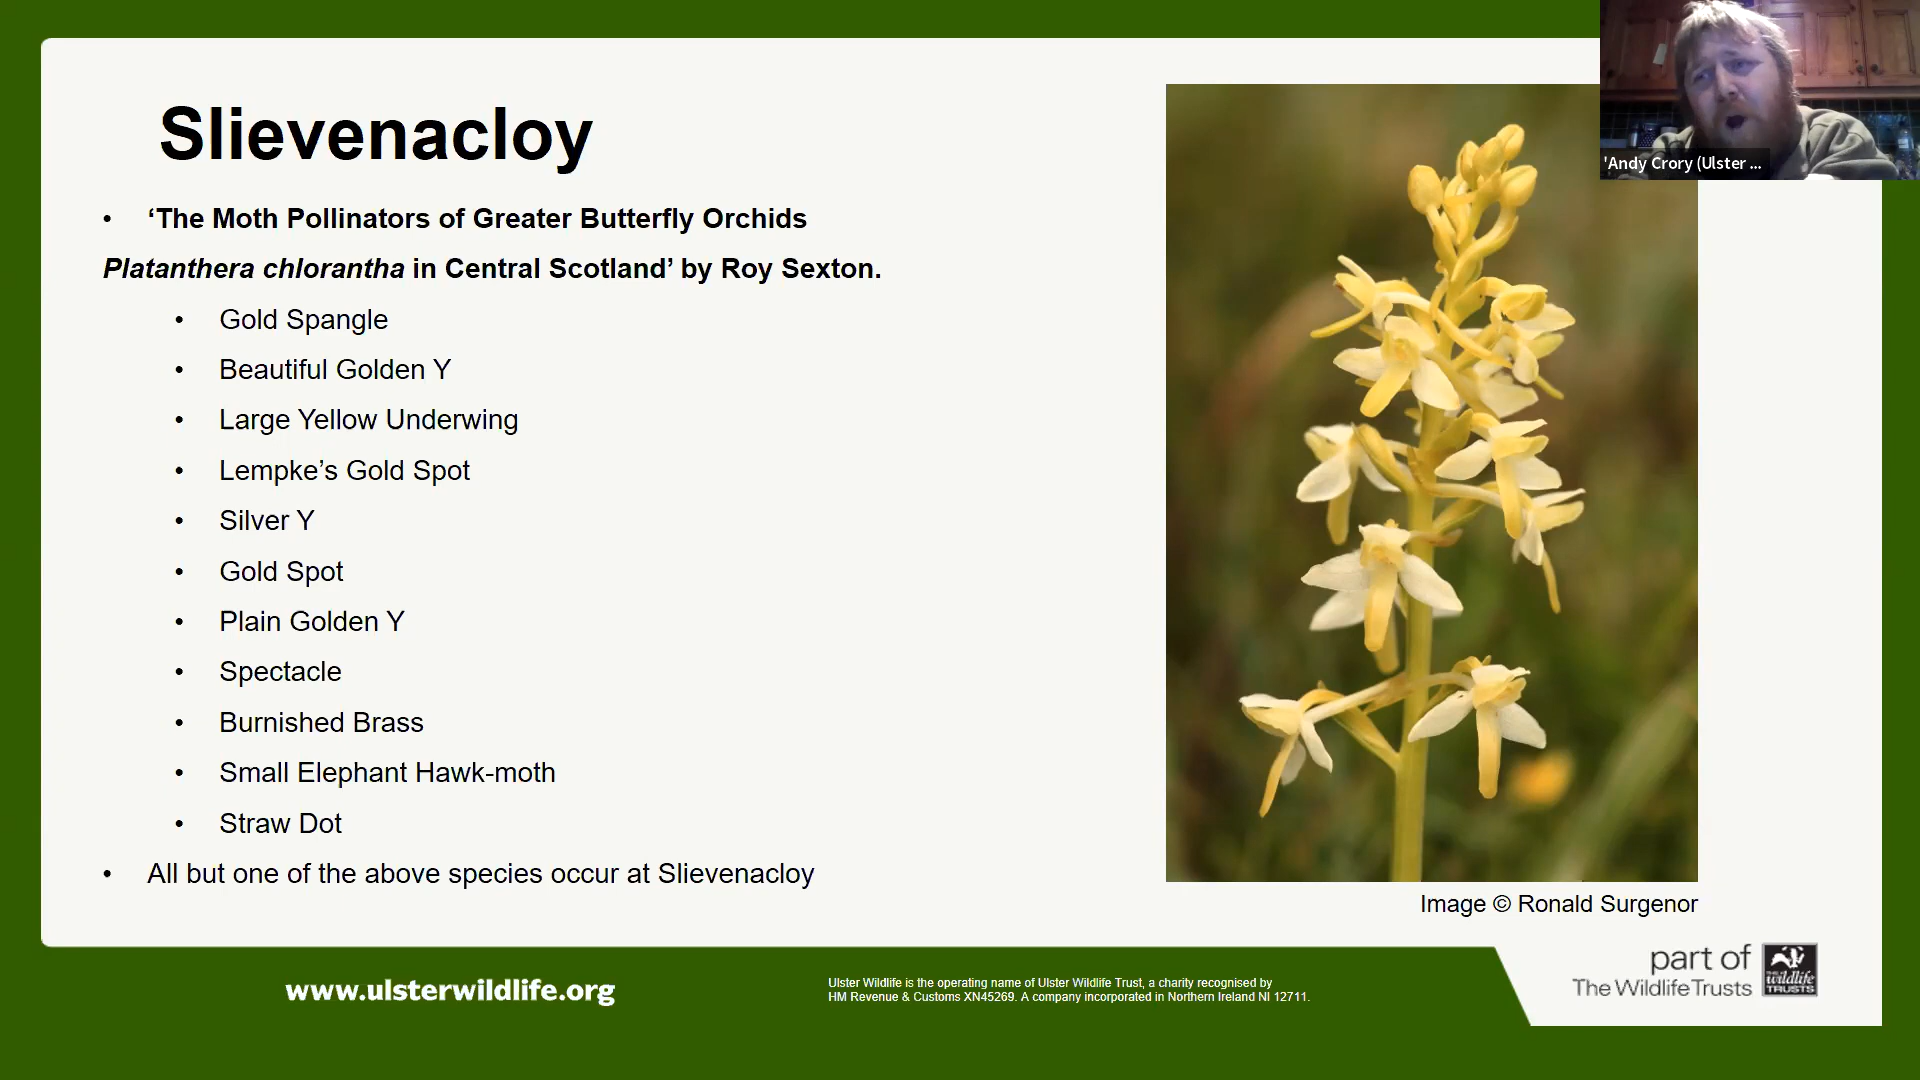 Slievenacloy
'Andy Crory (Ulster ...
• ‘The Moth Pollinators of Greater Butterfly Orchids
Platanthera chlorantha in Central Scotland’ by Roy Sexton.
• Gold Spangle
• Beautiful Golden Y
• Large Yellow Underwing
• Lempke’s Gold Spot
• Silver Y
• Gold Spot
• Plain Golden Y
• Spectacle
• Burnished Brass
• Small Elephant Hawk-moth
• Straw Dot
• All but one of the above species occur at Slievenacloy
Image © Ronald Surgenor
www.ulsterwildlife.org
Ulster Wildlife is the operating name of Ulster Wildlife Trust, a charity recognised by
HM Revenue & Customs XN45269. A company incorporated in Northern Ireland NI 12711.
part of
The Wildlife Trusts
THE
wildlife
TRUSTS